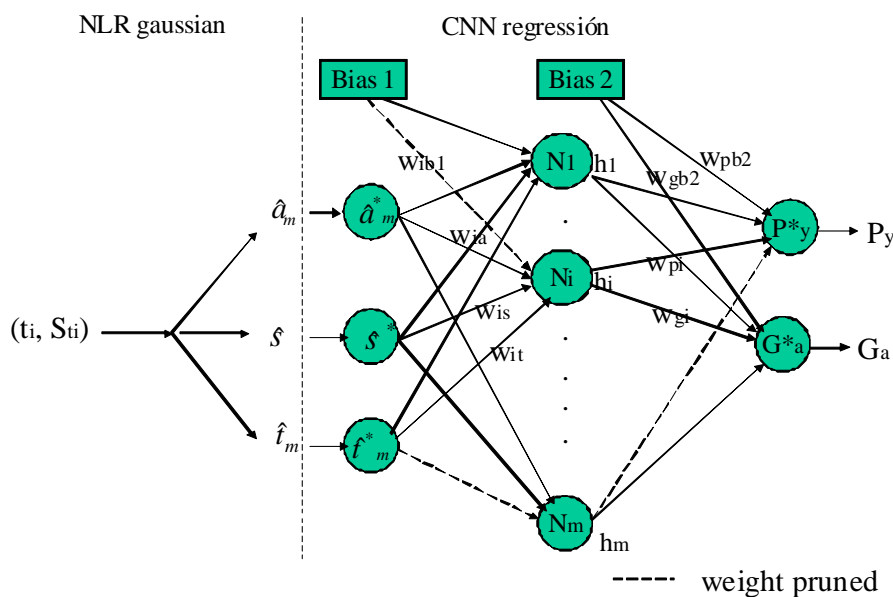 NLR gaussian
CNN regressión
Bias 1
Bias 2
Wib1
N1
h1
Wpb2
Wgb2
âm
â*m
Wia
P*y
Py
Ni
hi
Wpi
(ti, Sti)
ŝ
ŝ*
Wis
Wgi
G*a
Ga
Wit
t̂m
t̂*m
Nm
hm
weight pruned